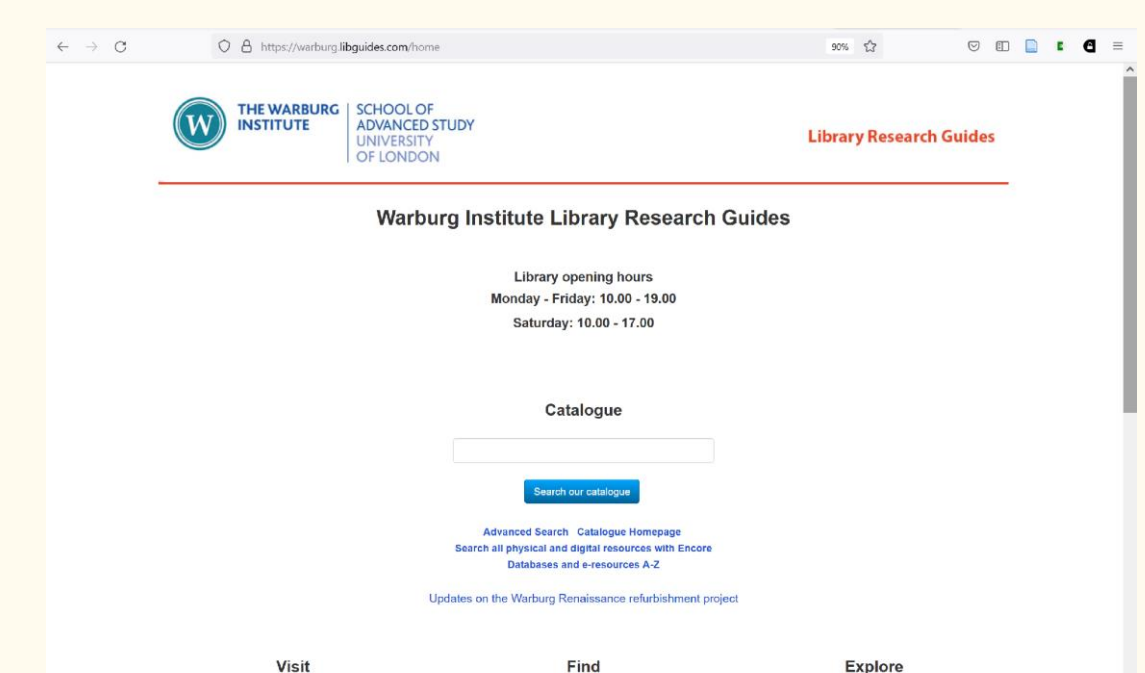 https://warburg.libguides.com/home
90%
W
THE WARBURG
INSTITUTE
SCHOOL OF
ADVANCED STUDY
UNIVERSITY
OF LONDON
Library Research Guides
Warburg Institute Library Research Guides
Library opening hours
Monday - Friday: 10.00 - 19.00
Saturday: 10.00 - 17.00
Catalogue
Search our catalogue
Advanced Search Catalogue Homepage
Search all physical and digital resources with Encore
Databases and e-resources A-Z
Updates on the Warburg Renaissance refurbishment project
Visit Find Explore